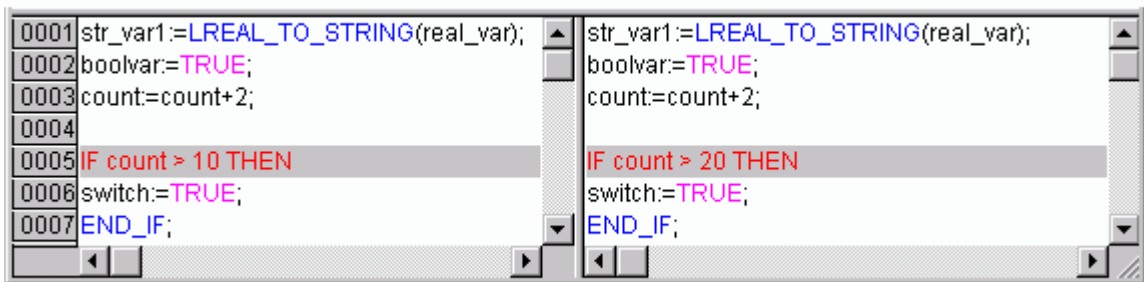 0001 str_var1:=LREAL_TO_STRING(real_var);
0002 boolvar:=TRUE;
0003 count:=count+2;
0004
0005 IF count > 10 THEN
0006 switch:=TRUE;
0007 END_IF;
str_var1:=LREAL_TO_STRING(real_var);
boolvar:=TRUE;
count:=count+2;
IF count > 20 THEN
switch:=TRUE;
END_IF;